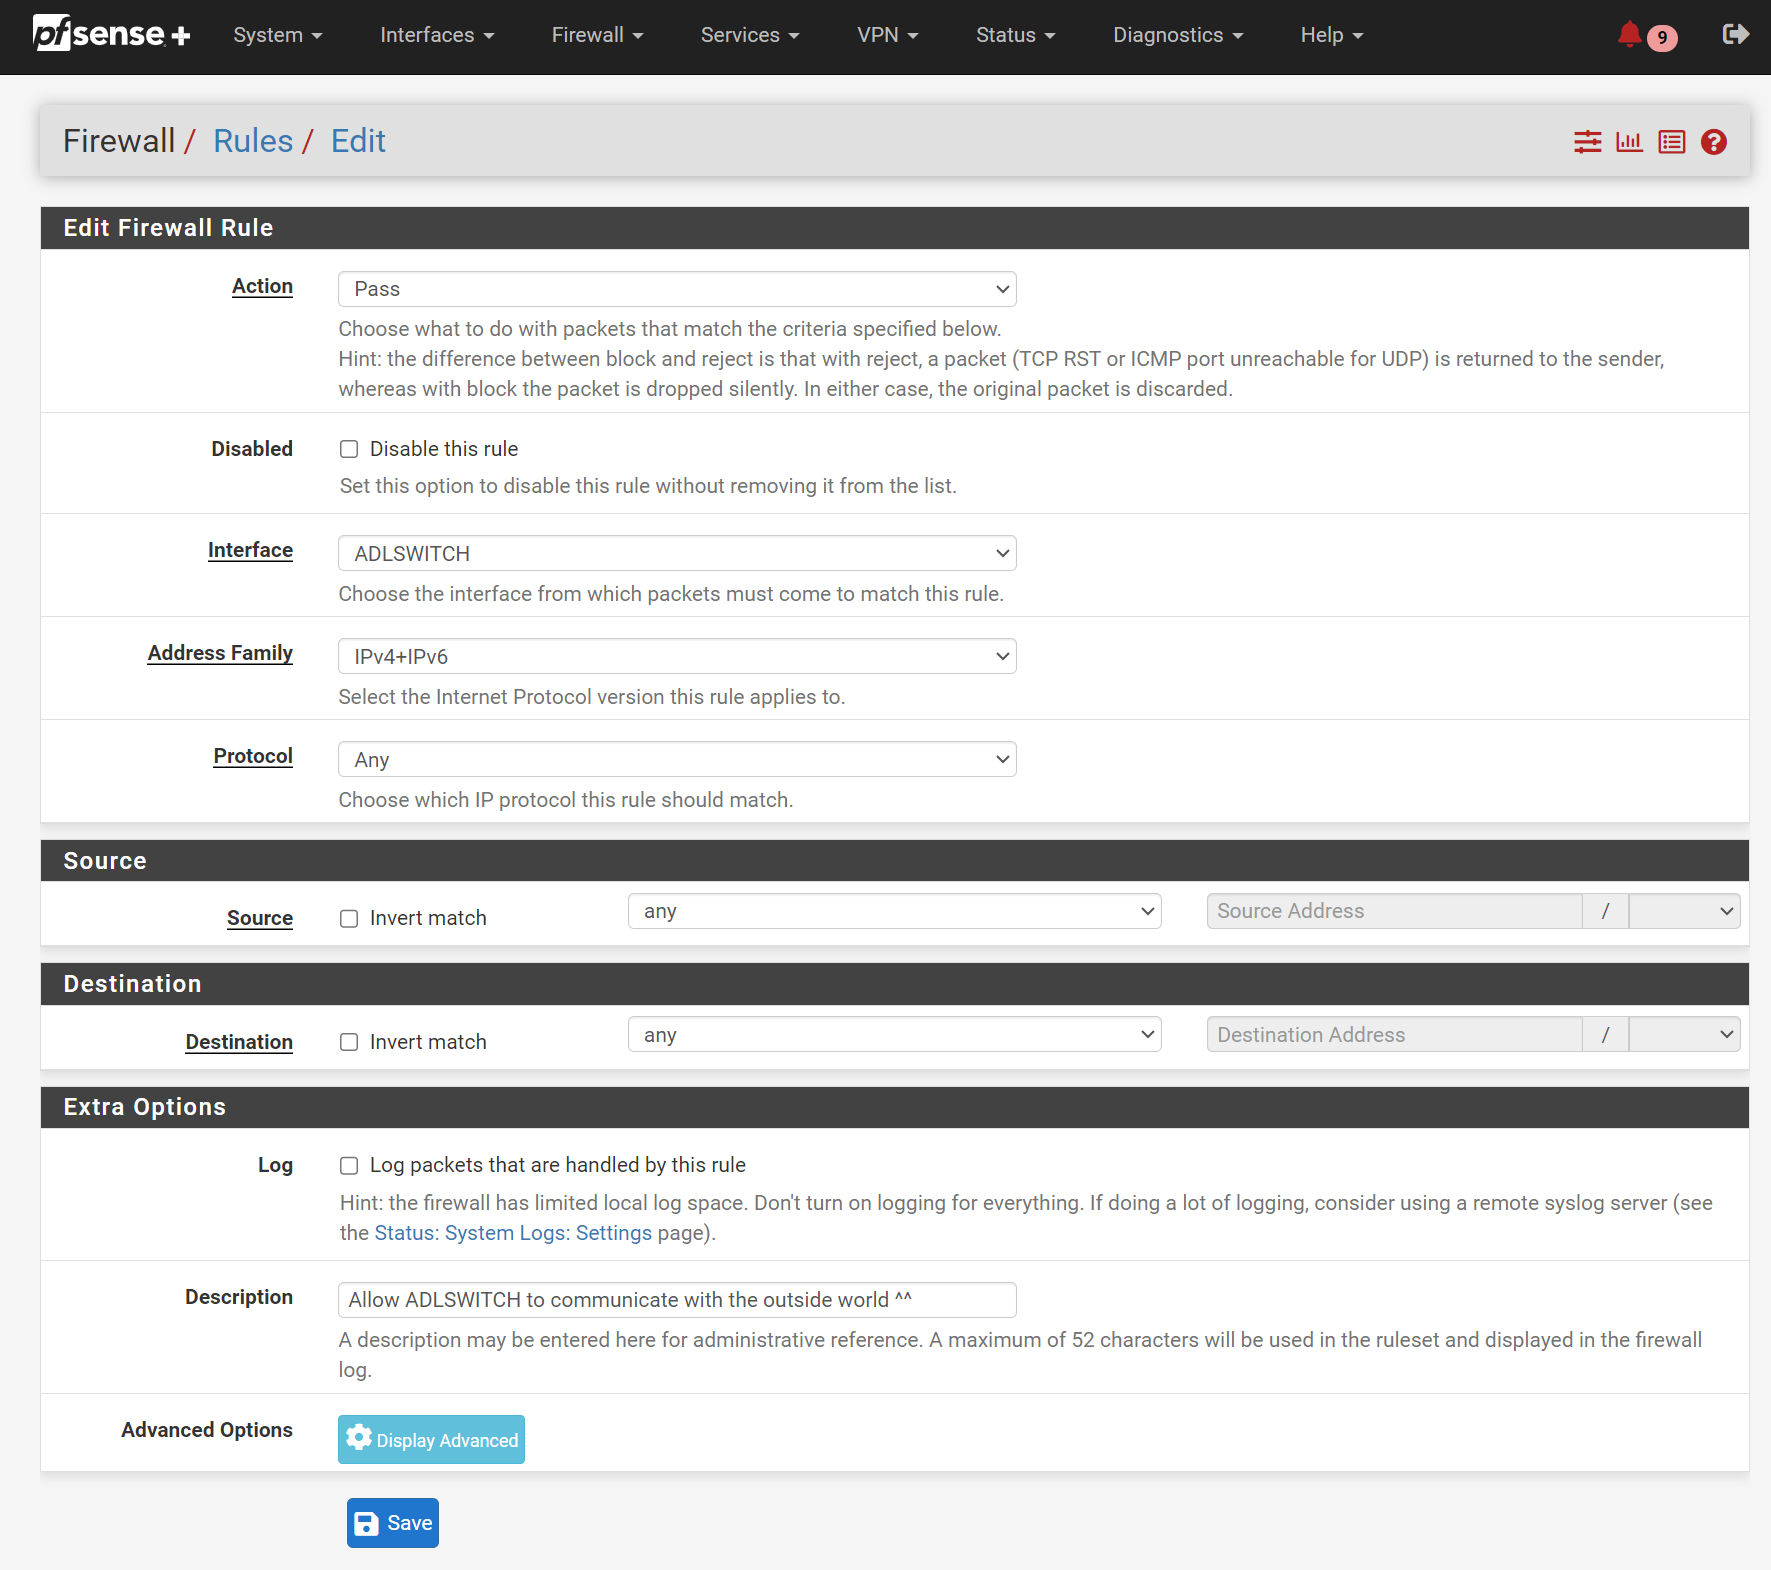 pfsense+ System Interfaces Firewall Services VPN Status Diagnostics Help 9
Firewall / Rules / Edit
Edit Firewall Rule
Action Pass
Choose what to do with packets that match the criteria specified below.
Hint: the difference between block and reject is that with reject, a packet (TCP RST or ICMP port unreachable for UDP) is returned to the sender,
whereas with block the packet is dropped silently. In either case, the original packet is discarded.
Disabled Disable this rule
Set this option to disable this rule without removing it from the list.
Interface ADLSWITCH
Choose the interface from which packets must come to match this rule.
Address Family IPv4+IPv6
Select the Internet Protocol version this rule applies to.
Protocol Any
Choose which IP protocol this rule should match.
Source
Source Invert match any Source Address /
Destination
Destination Invert match any Destination Address /
Extra Options
Log Log packets that are handled by this rule
Hint: the firewall has limited local log space. Don't turn on logging for everything. If doing a lot of logging, consider using a remote syslog server (see
the Status: System Logs: Settings page).
Description Allow ADLSWITCH to communicate with the outside world ^^
A description may be entered here for administrative reference. A maximum of 52 characters will be used in the ruleset and displayed in the firewall
log.
Advanced Options Display Advanced
Save